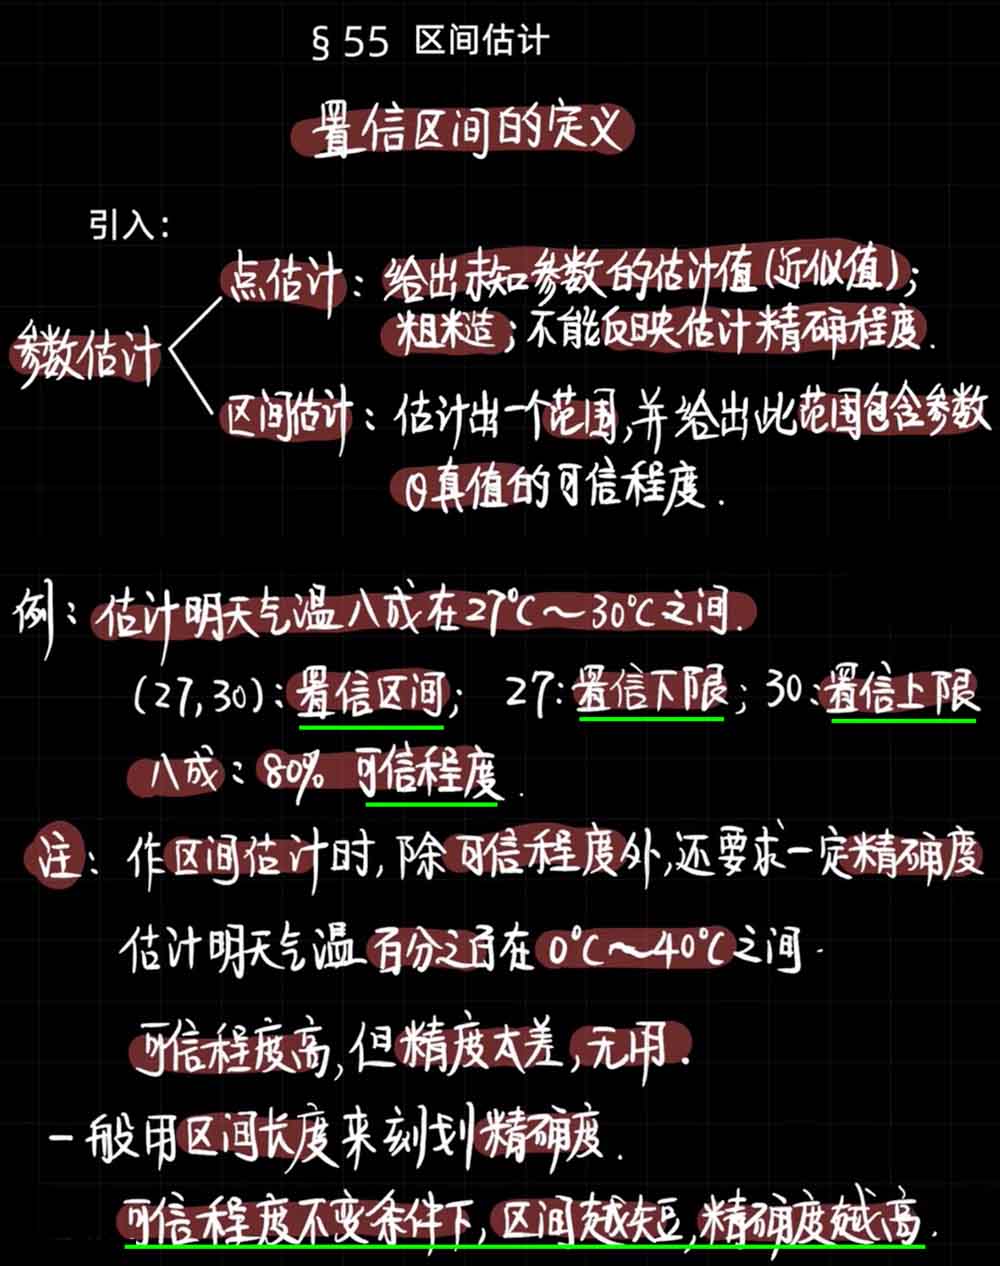 §55 区间估计
置信区间的定义
引入：
点估计：给出未知参数的估计值(近似值)；
粗糙；不能反映估计精确程度.
参数估计
区间估计：估计出一个范围,并给出此范围包含参数
θ真值的可信程度.
例：估计明天气温八成在27℃～30℃之间.
(27,30)：置信区间； 27：置信下限；30：置信上限
八成：80% 可信程度.
注：作区间估计时,除可信程度外,还要求一定精确度
估计明天气温百分之百在0℃～40℃之间.
可信程度高,但精度太差,无用.
一般用区间长度来刻划精确度.
可信程度不变条件下,区间越短,精确度越高.